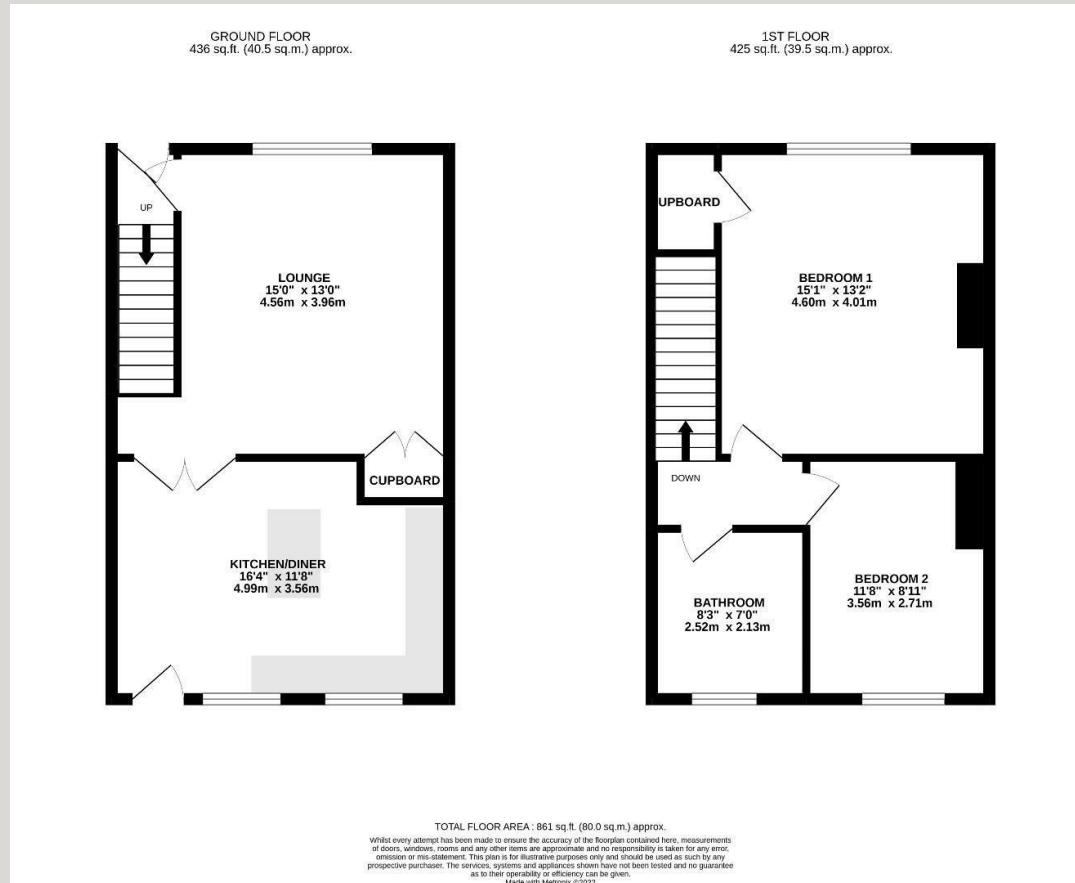 GROUND FLOOR
436 sq.ft. (40.5 sq.m.) approx.
1ST FLOOR
425 sq.ft. (39.5 sq.m.) approx.
UP
LOUNGE
15'0" x 13'0"
4.56m x 3.96m
CUPBOARD
KITCHEN/DINER
16'4" x 11'8"
4.99m x 3.56m
UPBOARD
BEDROOM 1
15'1" x 13'2"
4.60m x 4.01m
DOWN
BATHROOM
8'3" x 7'0"
2.52m x 2.13m
BEDROOM 2
11'8" x 8'11"
3.56m x 2.71m
TOTAL FLOOR AREA : 861 sq.ft. (80.0 sq.m.) approx.
Whilst every attempt has been made to ensure the accuracy of the floorplan contained here, measurements
of doors, windows, rooms and any other items are approximate and no responsibility is taken for any error,
omission or mis-statement. This plan is for illustrative purposes only and should be used as such by any
prospective purchaser. The services, systems and appliances shown have not been tested and no guarantee
as to their operability or efficiency can be given.
Made with Metropix ©2022